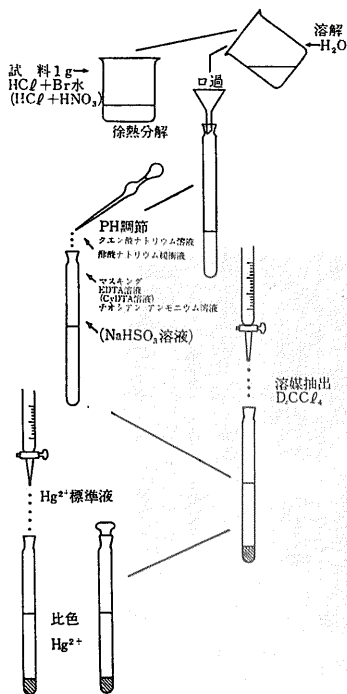 試料1g→
HCℓ+Br水
(HCℓ+HNO₃)
徐熱分解
溶解
←H₂O
ロ過
PH調節
クエン酸ナトリウム溶液
酢酸ナトリウム緩衝液
マスキング
EDTA溶液
(CyDTA溶液)
チオシアンアンモニウム溶液
(NaHSO₃溶液)
溶媒抽出
D₂CCℓ₄
Hg²⁺標準液
比色
Hg²⁺